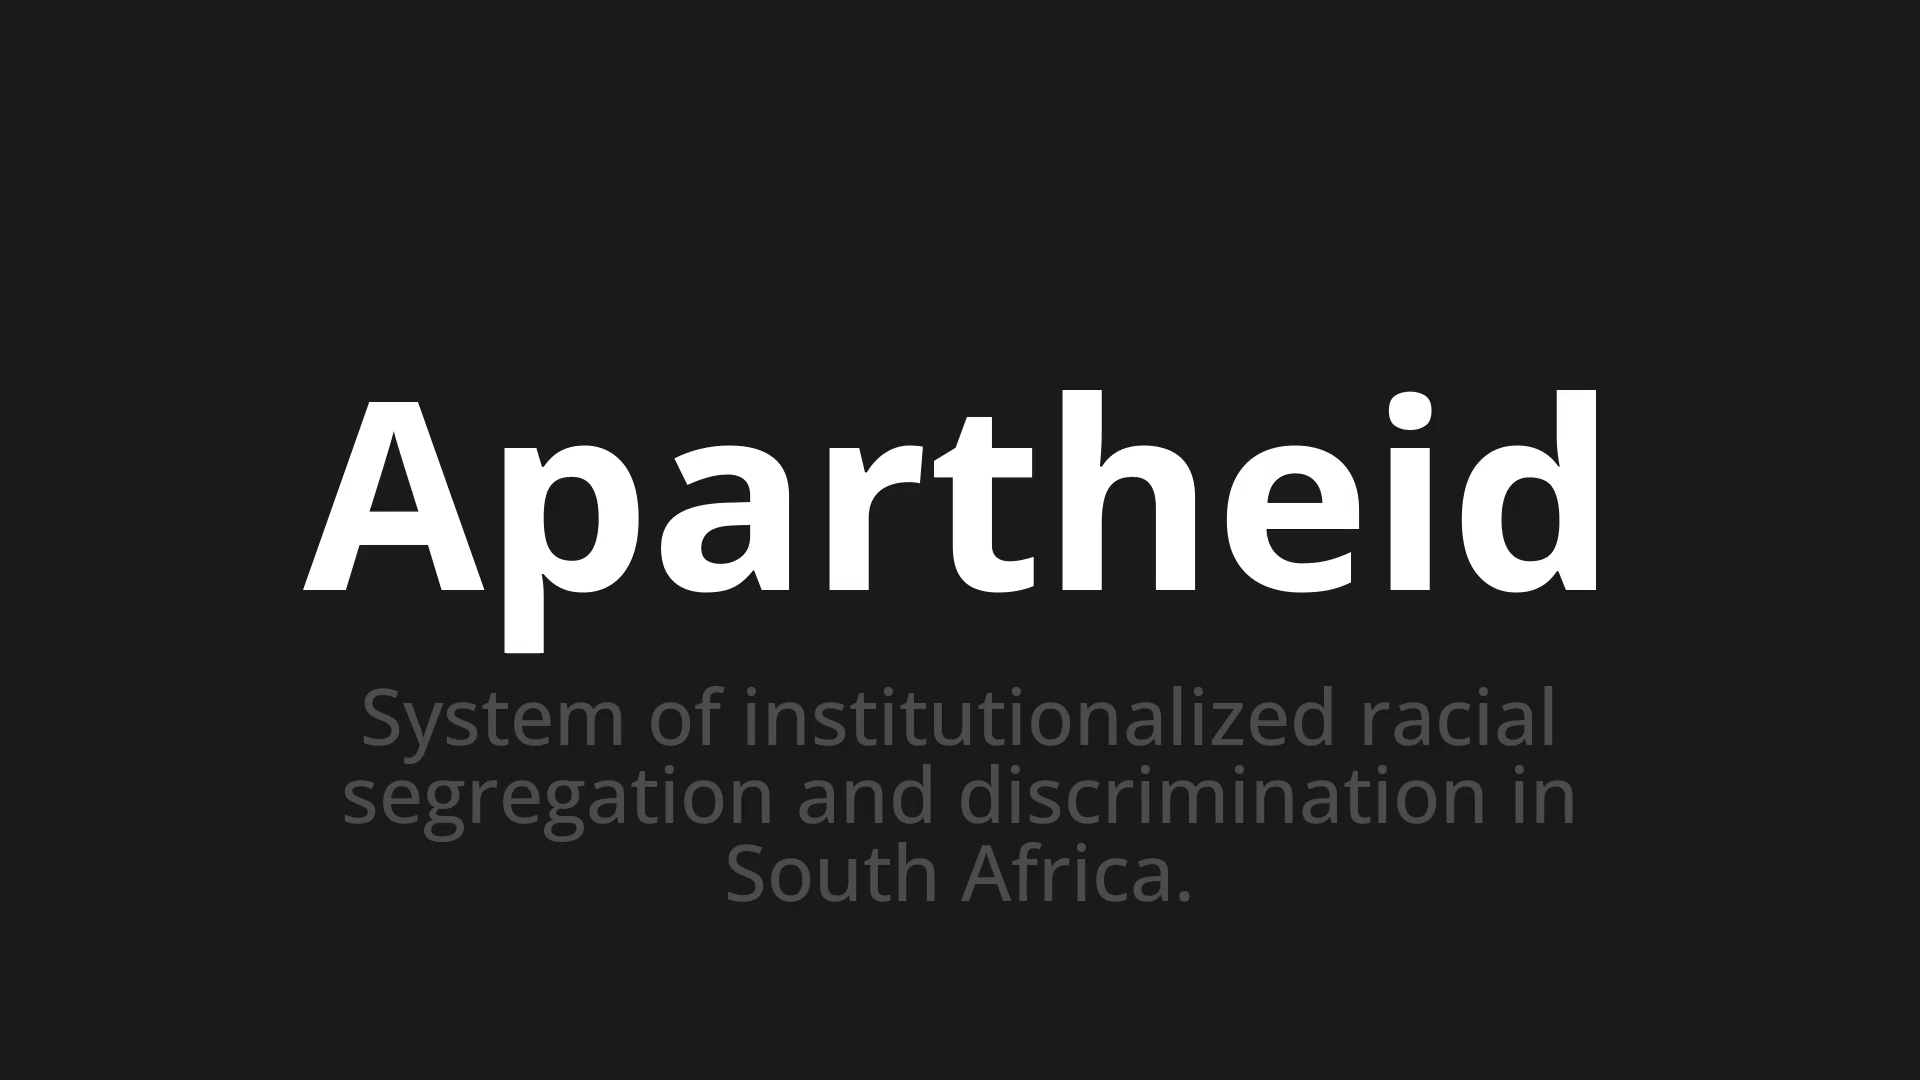 Apartheid
System of institutionalized racial
segregation and discrimination in
South Africa.